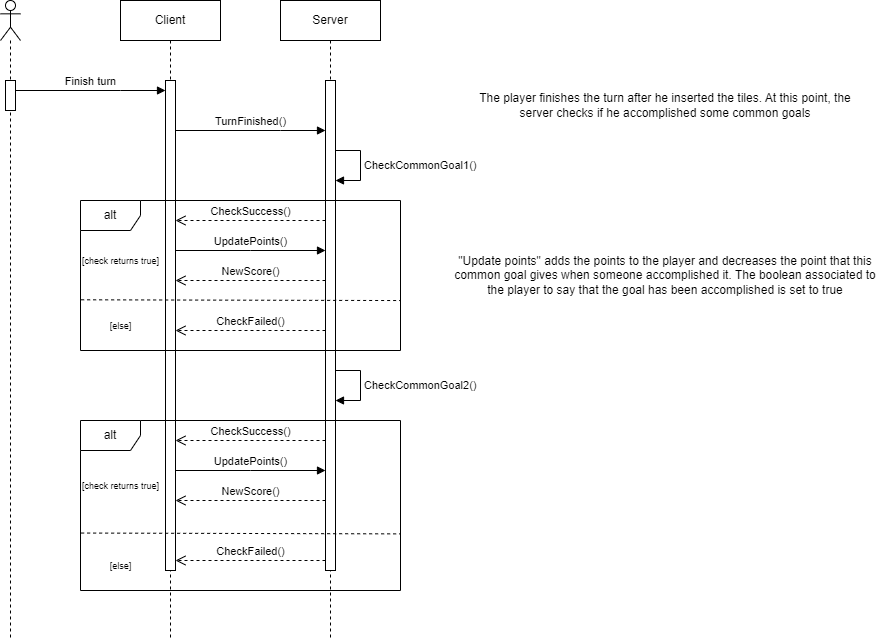 Client
Server
Finish turn
The player finishes the turn after he inserted the tiles. At this point, the
server checks if he accomplished some common goals
TurnFinished()
CheckCommonGoal1()
alt
CheckSuccess()
[check returns true]
UpdatePoints()
NewScore()
"Update points" adds the points to the player and decreases the point that this
common goal gives when someone accomplished it. The boolean associated to
the player to say that the goal has been accomplished is set to true
[else]
CheckFailed()
CheckCommonGoal2()
alt
CheckSuccess()
UpdatePoints()
[check returns true]
NewScore()
CheckFailed()
[else]